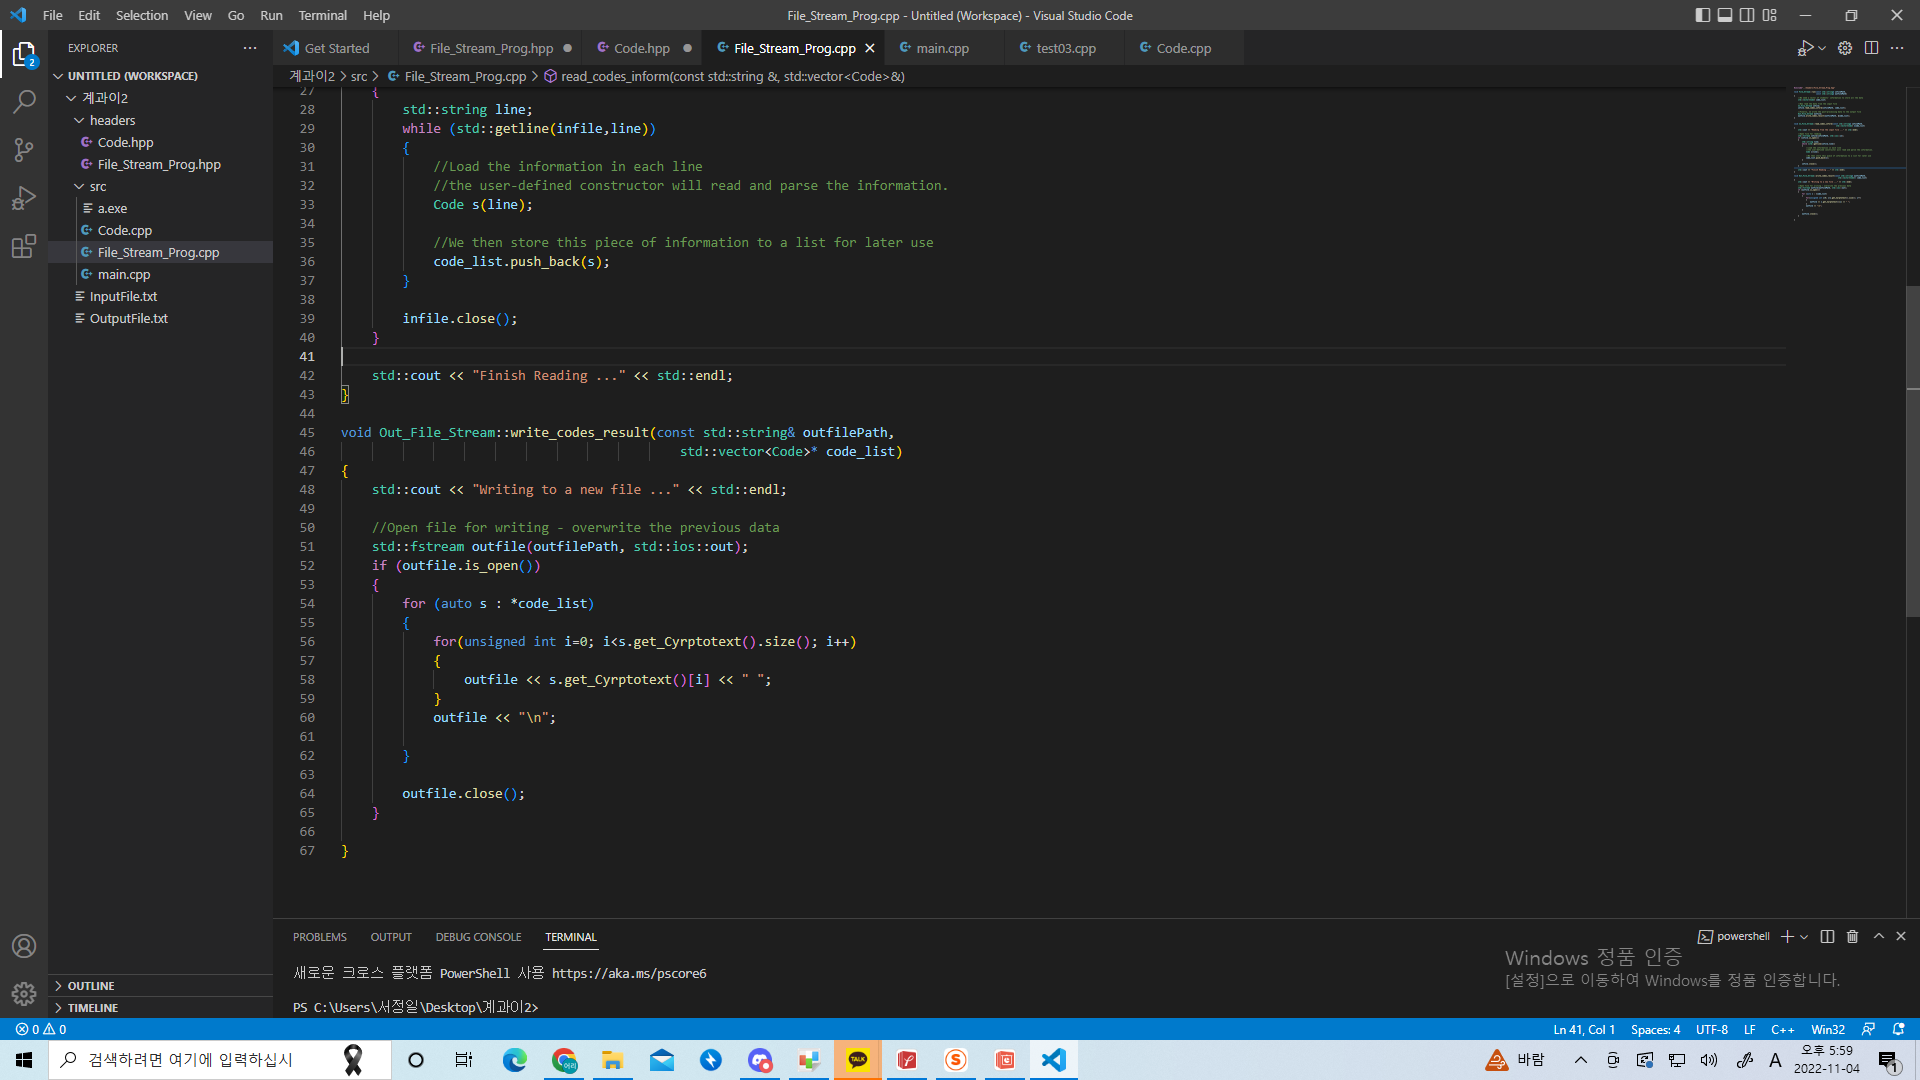 File Edit Selection View Go Run Terminal Help
File_Stream_Prog.cpp - Untitled (Workspace) - Visual Studio Code
EXPLORER
Get Started
File_Stream_Prog.hpp
Code.hpp
File_Stream_Prog.cpp
main.cpp
test03.cpp
Code.cpp
계과이2 > src > File_Stream_Prog.cpp > read_codes_inform(const std::string &, std::vector<Code>&)
2
UNTITLED (WORKSPACE)
계과이2
headers
Code.hpp
File_Stream_Prog.hpp
src
a.exe
Code.cpp
File_Stream_Prog.cpp
main.cpp
InputFile.txt
OutputFile.txt
OUTLINE
TIMELINE
27 {
28 std::string line;
29 while (std::getline(infile,line))
30 {
31 //Load the information in each line
32 //the user-defined constructor will read and parse the information.
33 Code s(line);
34
35 //We then store this piece of information to a list for later use
36 code_list.push_back(s);
37 }
38
39 infile.close();
40 }
41
42 std::cout << "Finish Reading ..." << std::endl;
43 }
44
45 void Out_File_Stream::write_codes_result(const std::string& outfilePath,
46 std::vector<Code>* code_list)
47 {
48 std::cout << "Writing to a new file ..." << std::endl;
49
50 //Open file for writing - overwrite the previous data
51 std::fstream outfile(outfilePath, std::ios::out);
52 if (outfile.is_open())
53 {
54 for (auto s : *code_list)
55 {
56 for(unsigned int i=0; i<s.get_Cyrptotext().size(); i++)
57 {
58 outfile << s.get_Cyrptotext()[i] << " ";
59 }
60 outfile << "\n";
61
62 }
63
64 outfile.close();
65 }
66
67 }
PROBLEMS OUTPUT DEBUG CONSOLE TERMINAL
powershell
새로운 크로스 플랫폼 PowerShell 사용 https://aka.ms/pscore6
PS C:\Users\서정일\Desktop\계과이2>
Windows 정품 인증
[설정]으로 이동하여 Windows를 정품 인증합니다.
0 0
Ln 41, Col 1 Spaces: 4 UTF-8 LF C++ Win32
검색하려면 여기에 입력하십시
어리
TALK
S
바람
A
오후 5:59
2022-11-04
1